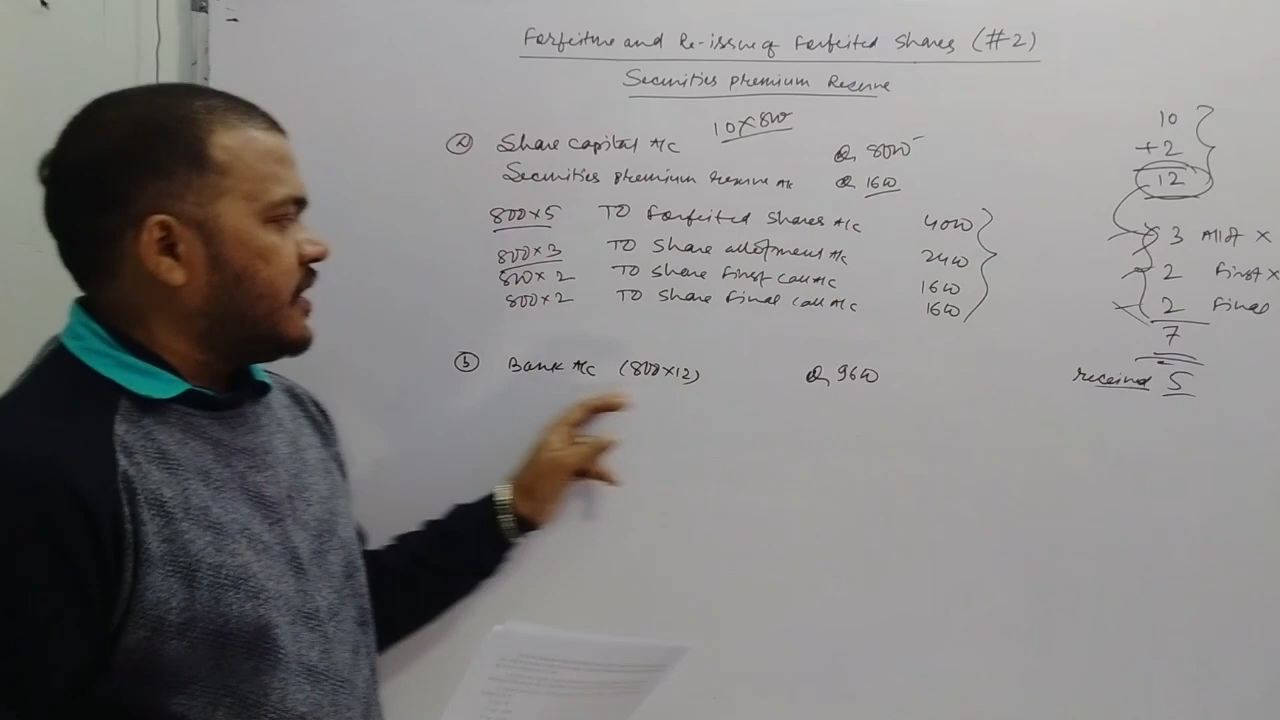 Forfeiture and Re-issue of Forfeited Shares (#2)
Securities Premium Reserve
10×800
(a) Share Capital A/c Dr 8000
Securities Premium Reserve A/c Dr 1600
800×5 To Forfeited Shares A/c 4000
800×3 To Share allotment A/c 2400
800×2 To Share First Call A/c 1600
800×2 To Share Final Call A/c 1600
(b) Bank A/c (800×12) Dr 9600
10
+2
12
3 Allot X
2 First X
2 Final
7
received 5